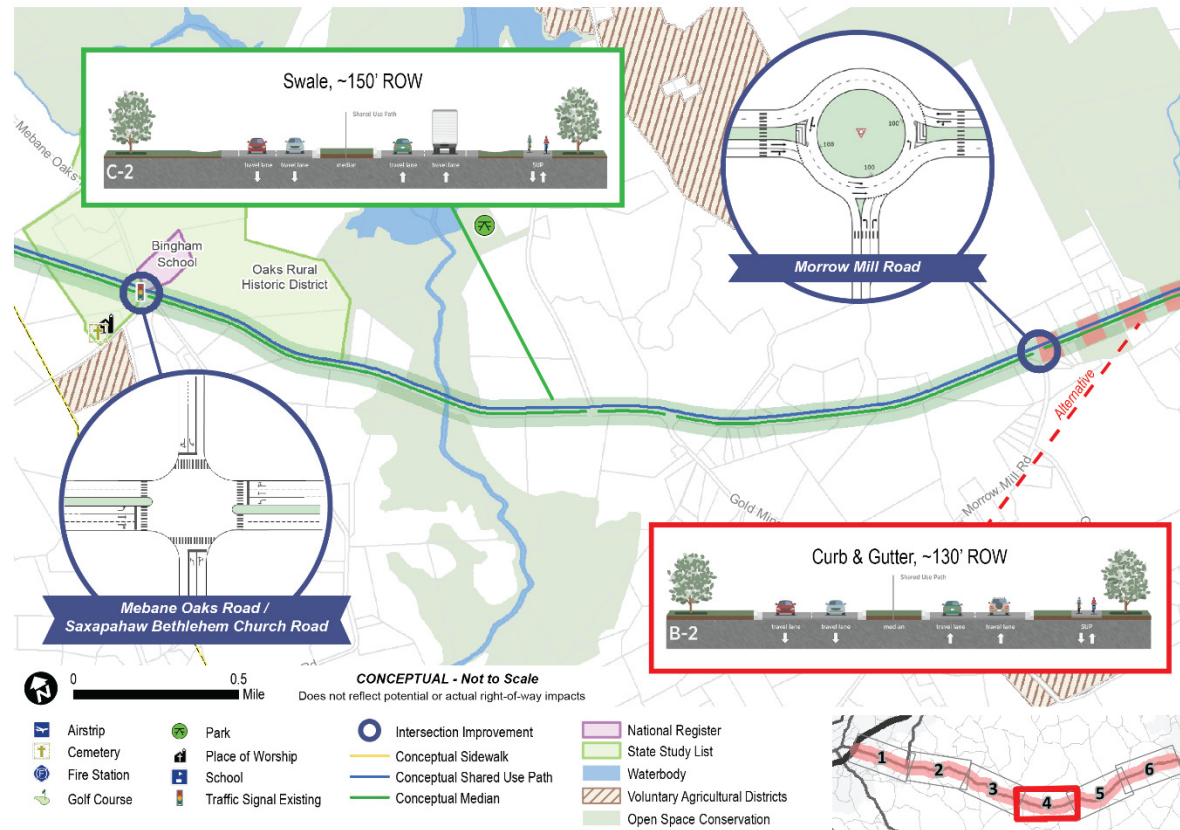 Swale, ~150' ROW
Shared Use Path
travel lane
travel lane
median
travel lane
travel lane
SUP
C-2
Mebane Oaks
Bingham
School
Oaks Rural
Historic District
100'
100
100
Morrow Mill Road
Alternative
Morrow Mill Rd
Gold Min
Mebane Oaks Road /
Saxapahaw Bethlehem Church Road
Rd
Curb & Gutter, ~130' ROW
Shared Use Path
travel lane
travel lane
median
travel lane
travel lane
SUP
B-2
N
0
0.5
Mile
CONCEPTUAL - Not to Scale
Does not reflect potential or actual right-of-way impacts
Airstrip
Cemetery
F
Fire Station
Golf Course
Park
Place of Worship
School
Traffic Signal Existing
Intersection Improvement
Conceptual Sidewalk
Conceptual Shared Use Path
Conceptual Median
National Register
State Study List
Waterbody
Voluntary Agricultural Districts
Open Space Conservation
1
2
3
4
5
6